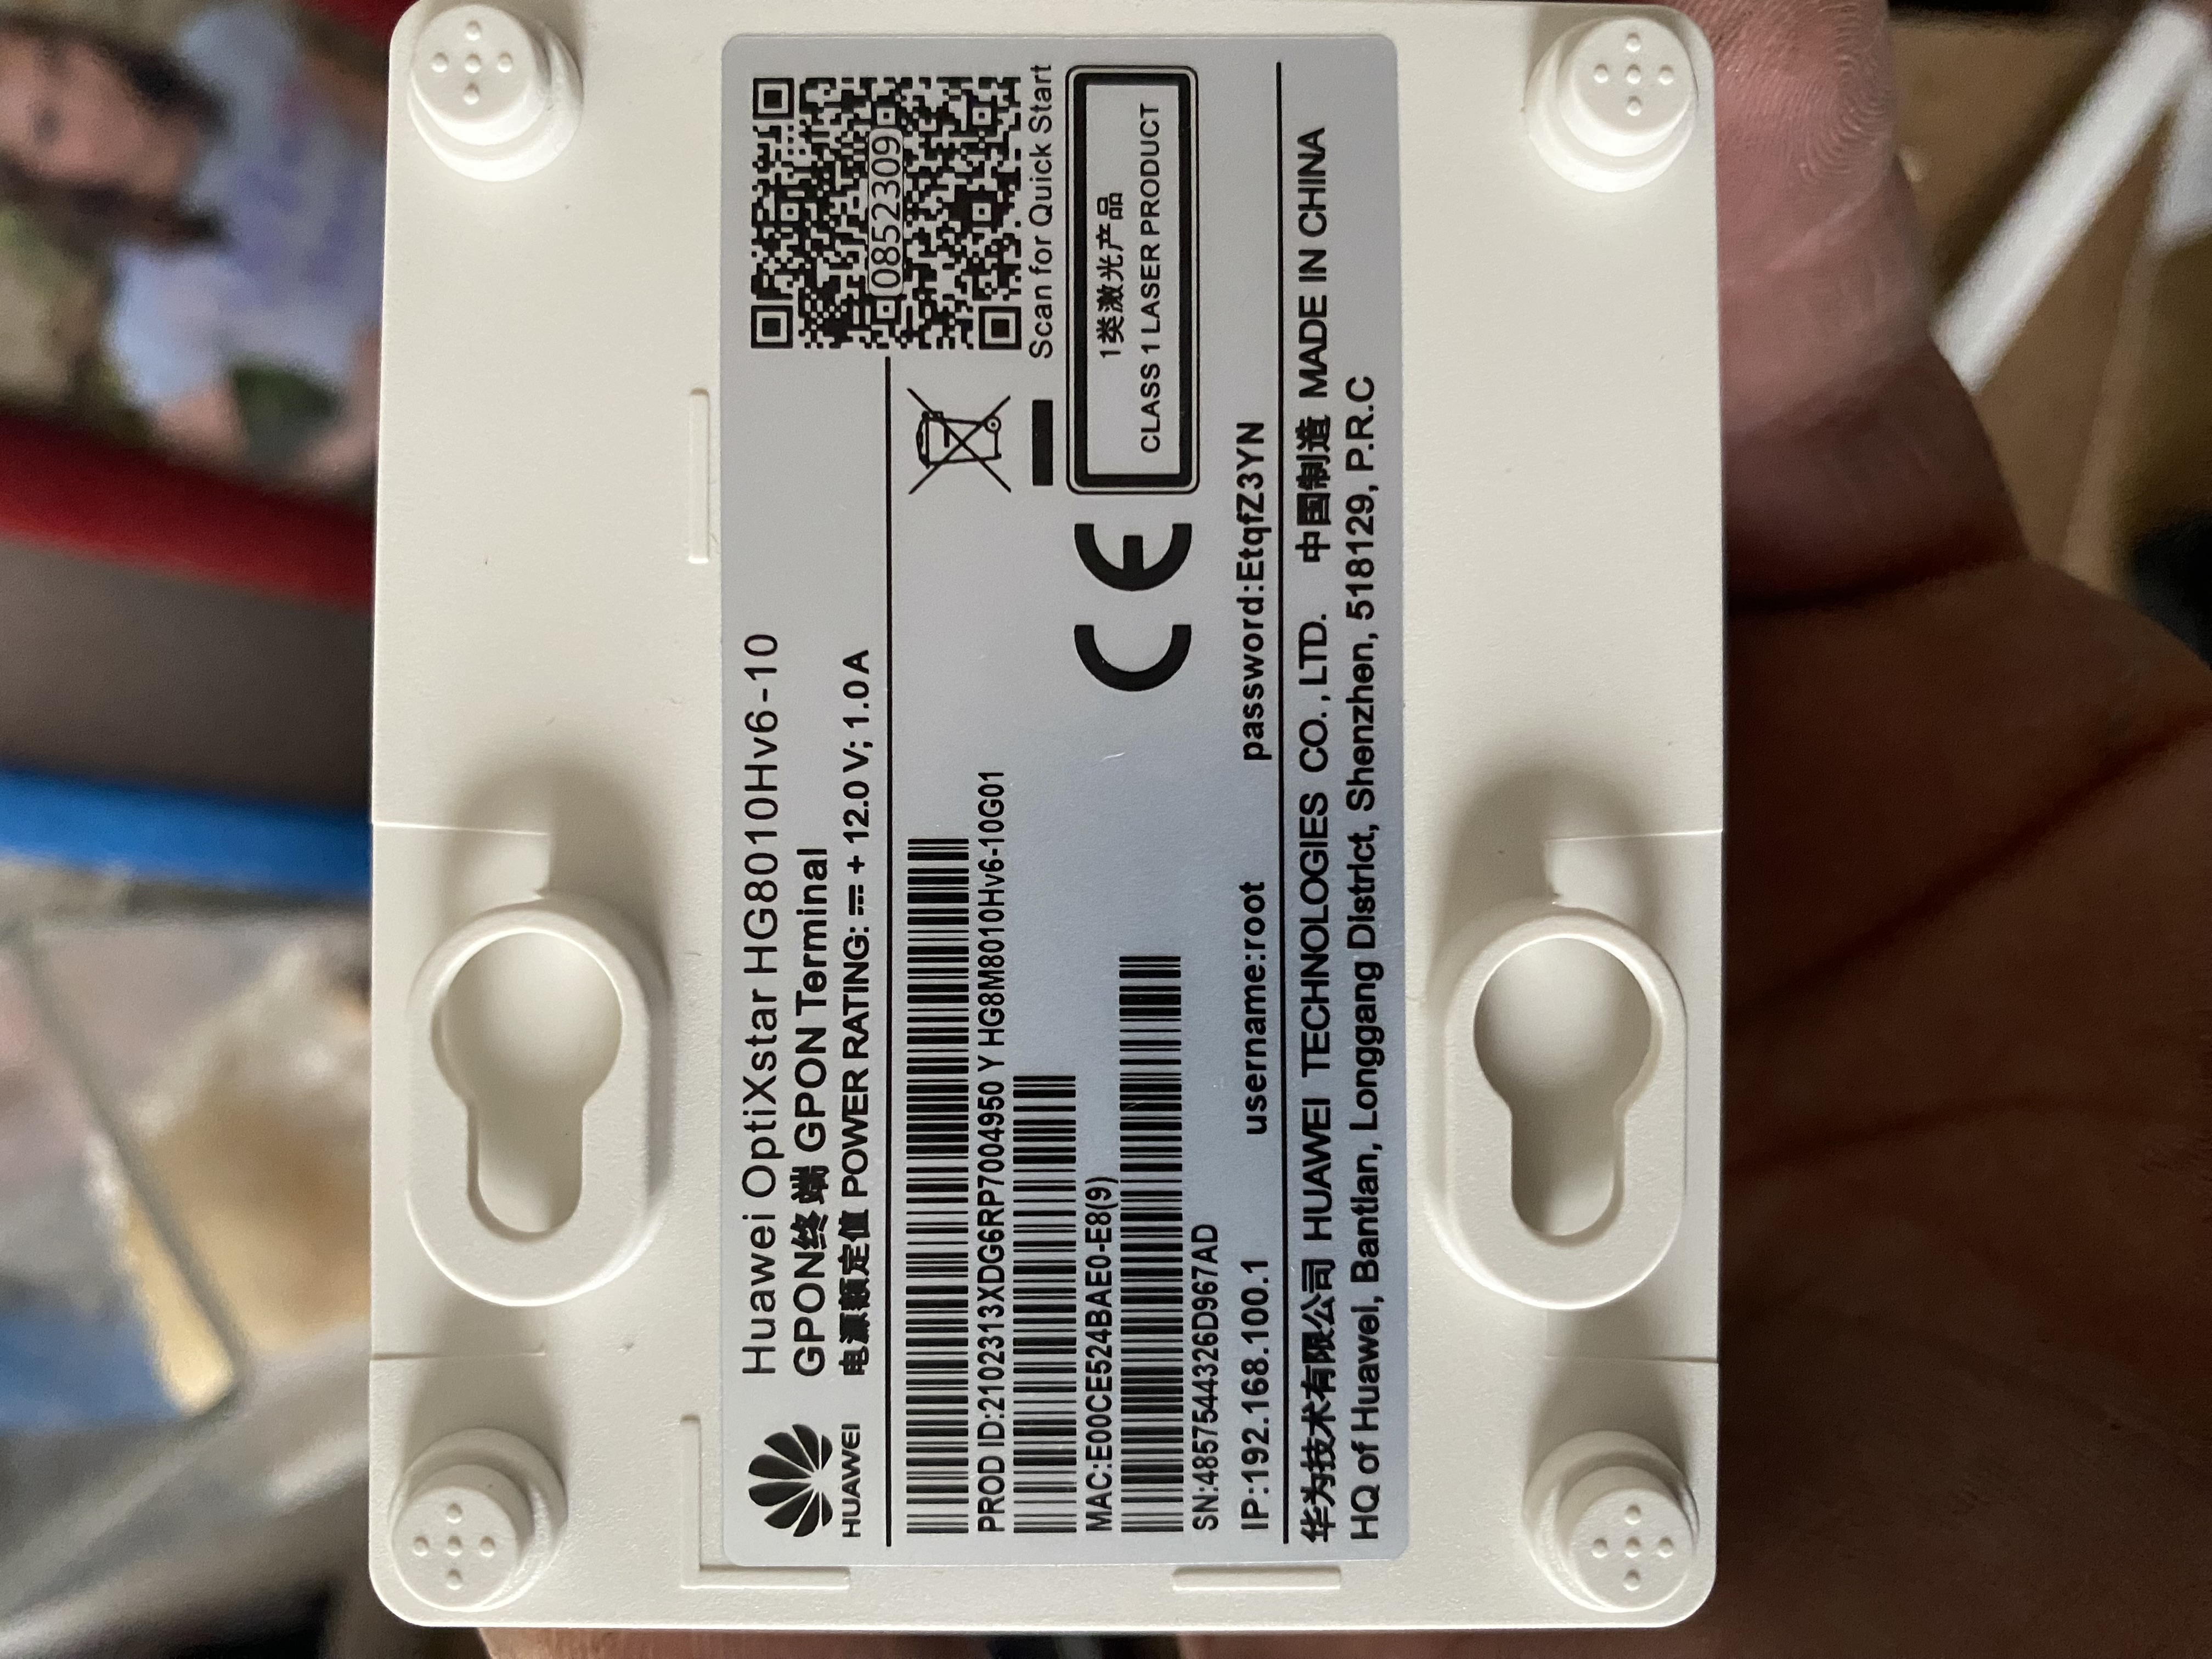 HUAWEI
Huawei OptiXstar HG8010Hv6-10
GPON终端 GPON Terminal
电源额定值 POWER RATING: ⎓ + 12.0 V; 1.0 A
08522309
Scan for Quick Start
PROD ID:2102313XDG6RP7004950 Y HG8M8010Hv6-10G01
MAC:E00CE524BAE0-E8(9)
SN:4857544326D967AD
CE
1类激光产品
CLASS 1 LASER PRODUCT
IP:192.168.100.1 username:root password:EtqfZ3YN
华为技术有限公司 HUAWEI TECHNOLOGIES CO., LTD. 中国制造 MADE IN CHINA
HQ of Huawei, Bantian, Longgang District, Shenzhen, 518129, P.R.C